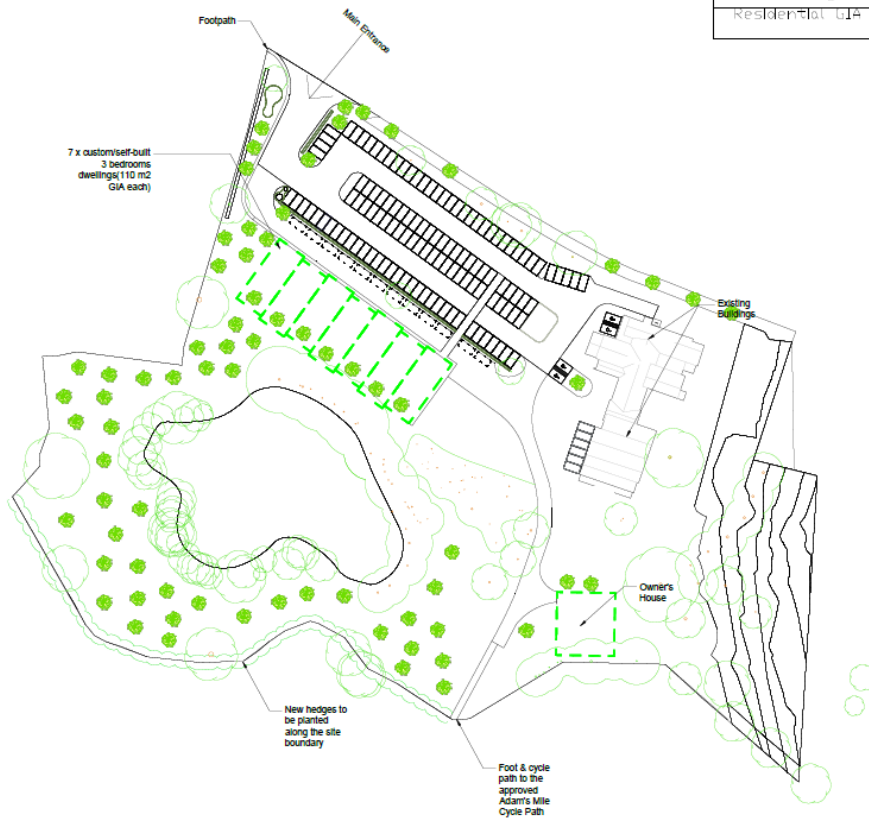 Residential GIA
Footpath
Main Entrance
7 x custom/self-built
3 bedrooms
dwellings(110 m2
GIA each)
Existing
Buildings
Owner's
House
New hedges to
be planted
along the site
boundary
Foot & cycle
path to the
approved
Adam's Mile
Cycle Path